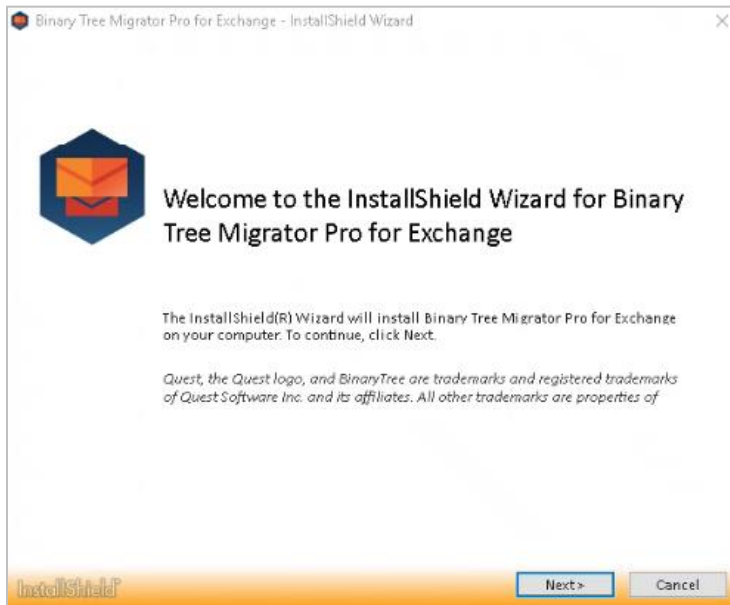 Binary Tree Migrator Pro for Exchange - InstallShield Wizard
Welcome to the InstallShield Wizard for Binary
Tree Migrator Pro for Exchange
The InstallShield(R) Wizard will install Binary Tree Migrator Pro for Exchange
on your computer. To continue, click Next.
Quest, the Quest logo, and BinaryTree are trademarks and registered trademarks
of Quest Software Inc. and its affiliates. All other trademarks are properties of
InstallShield
Next >
Cancel